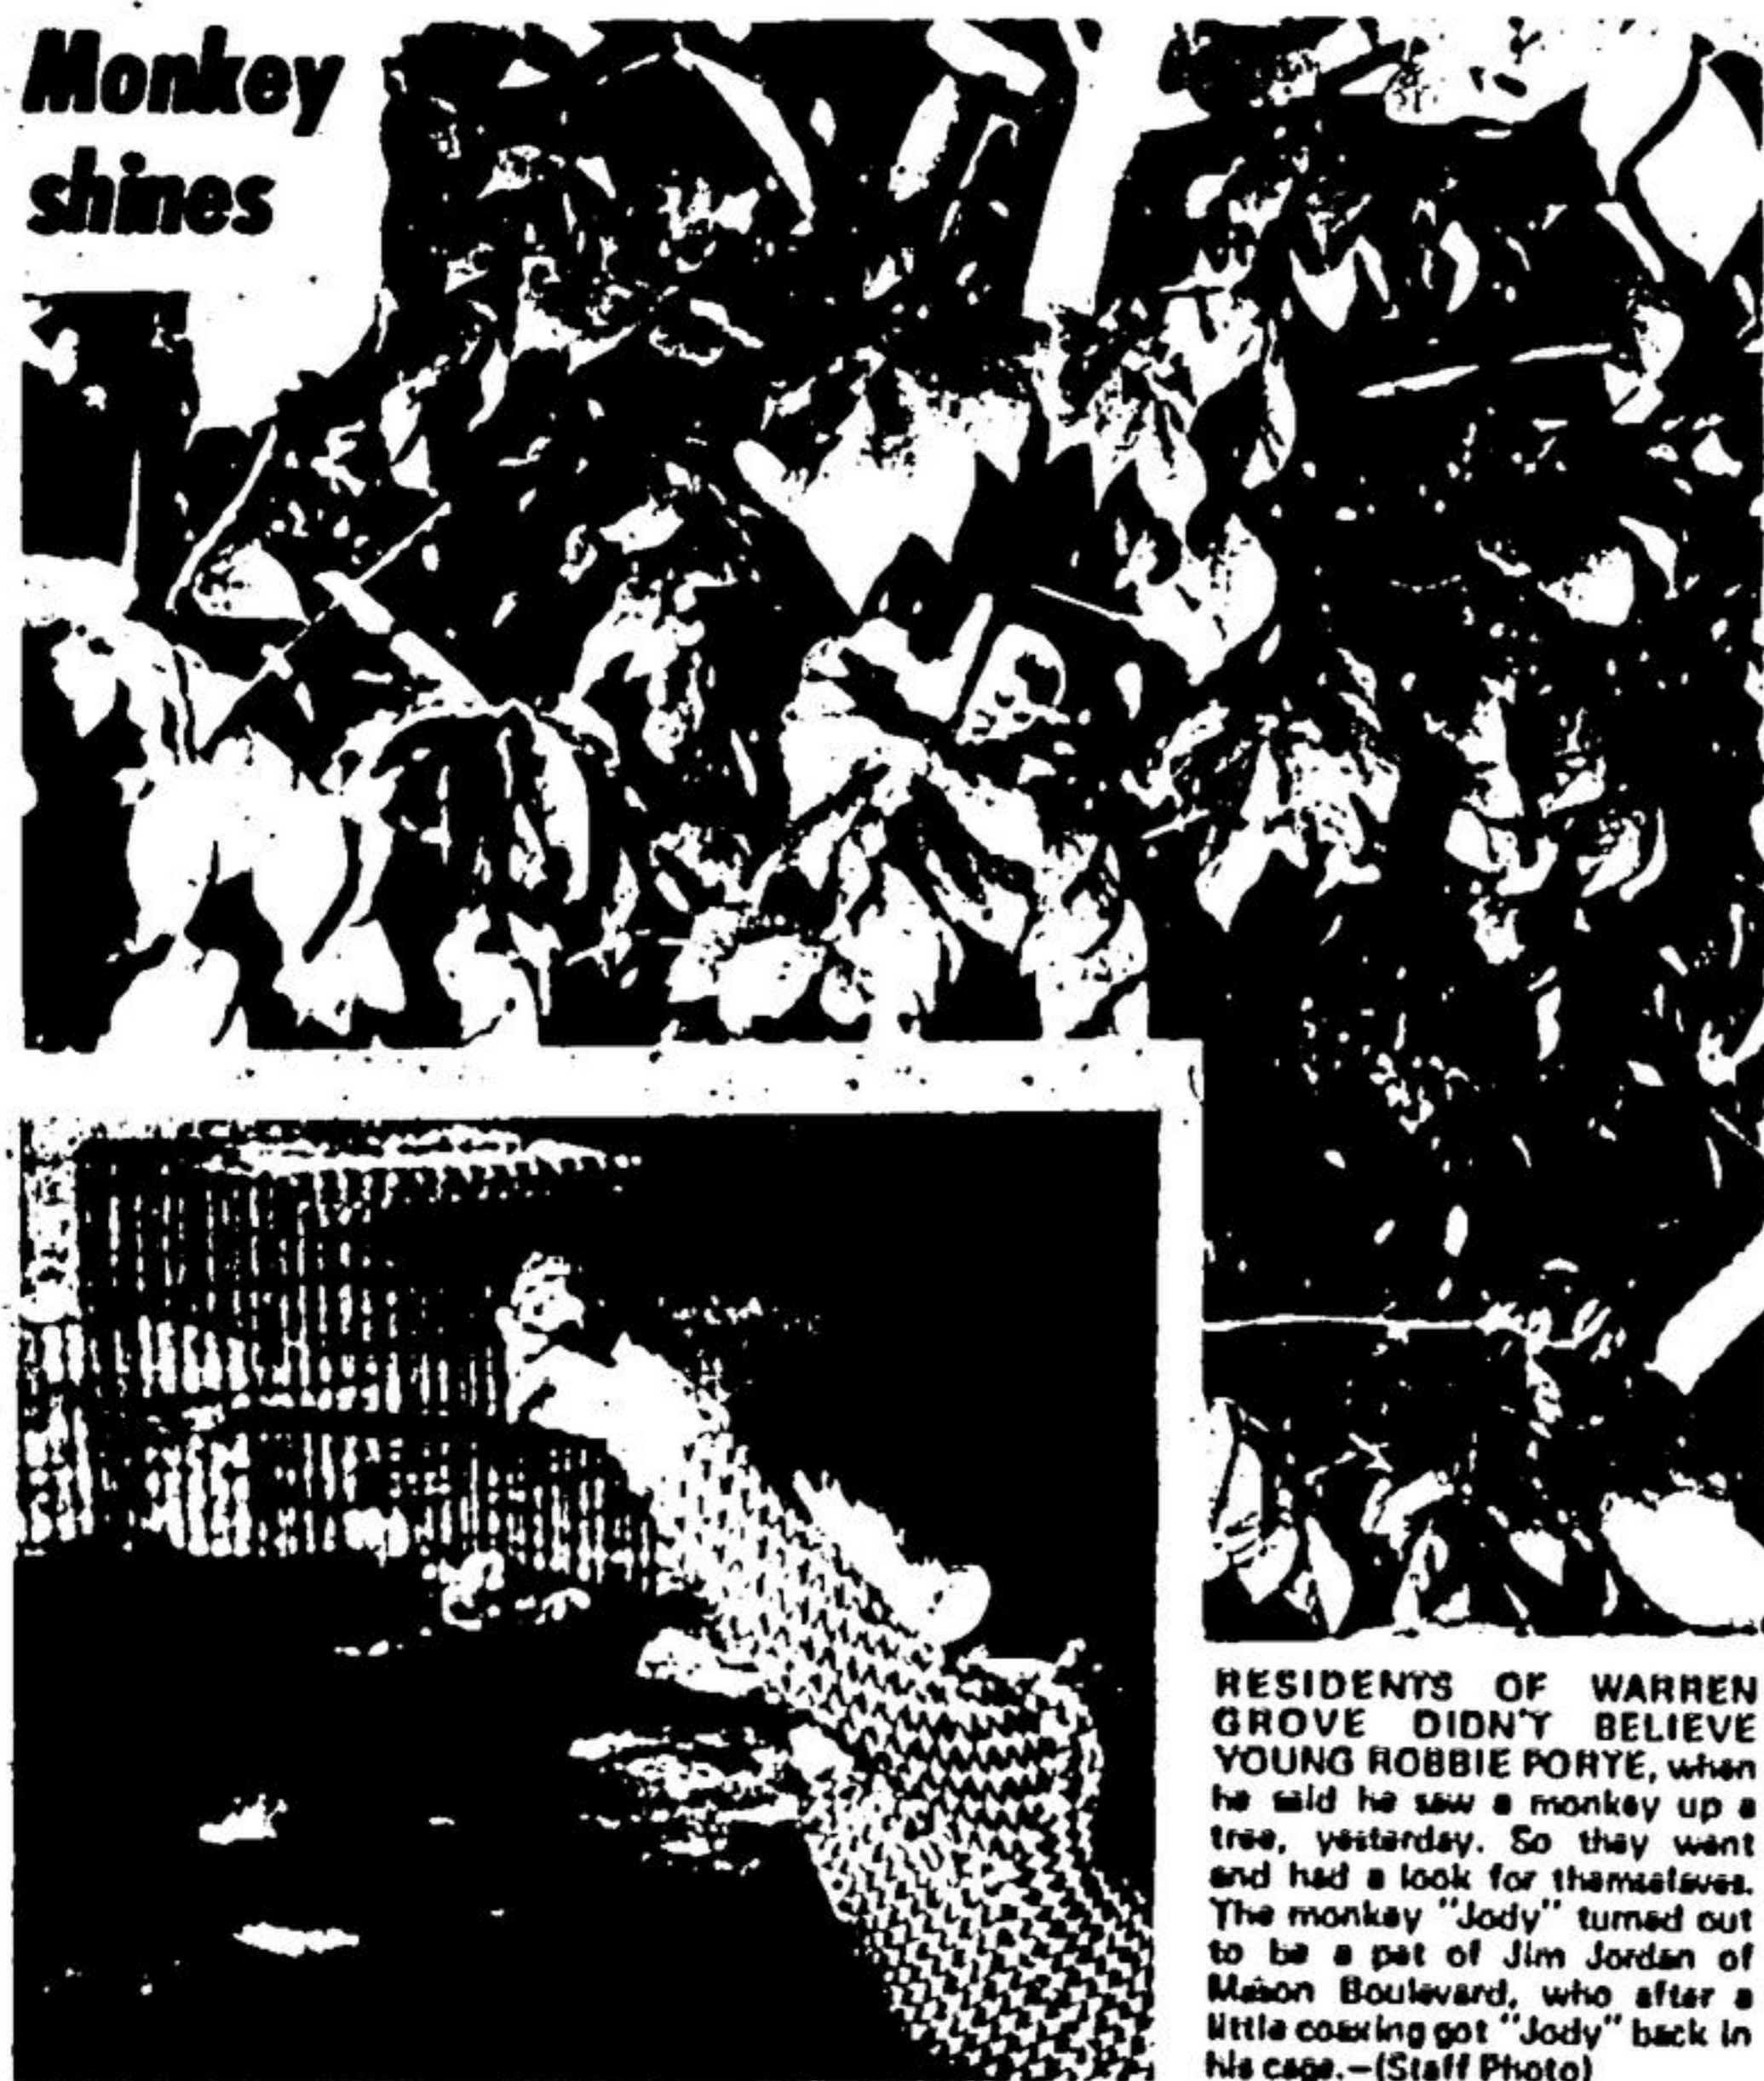 Monkey
shines
RESIDENTS OF WARREN
GROVE DIDN'T BELIEVE
YOUNG ROBBIE PORTE, when
he said he saw a monkey up a
tree, yesterday. So they went
and had a look for themselves.
The monkey "Jody" turned out
to be a pet of Jim Jordan of
Mason Boulevard, who after a
little coaxing got "Jody" back in
his cage.—(Staff Photo)